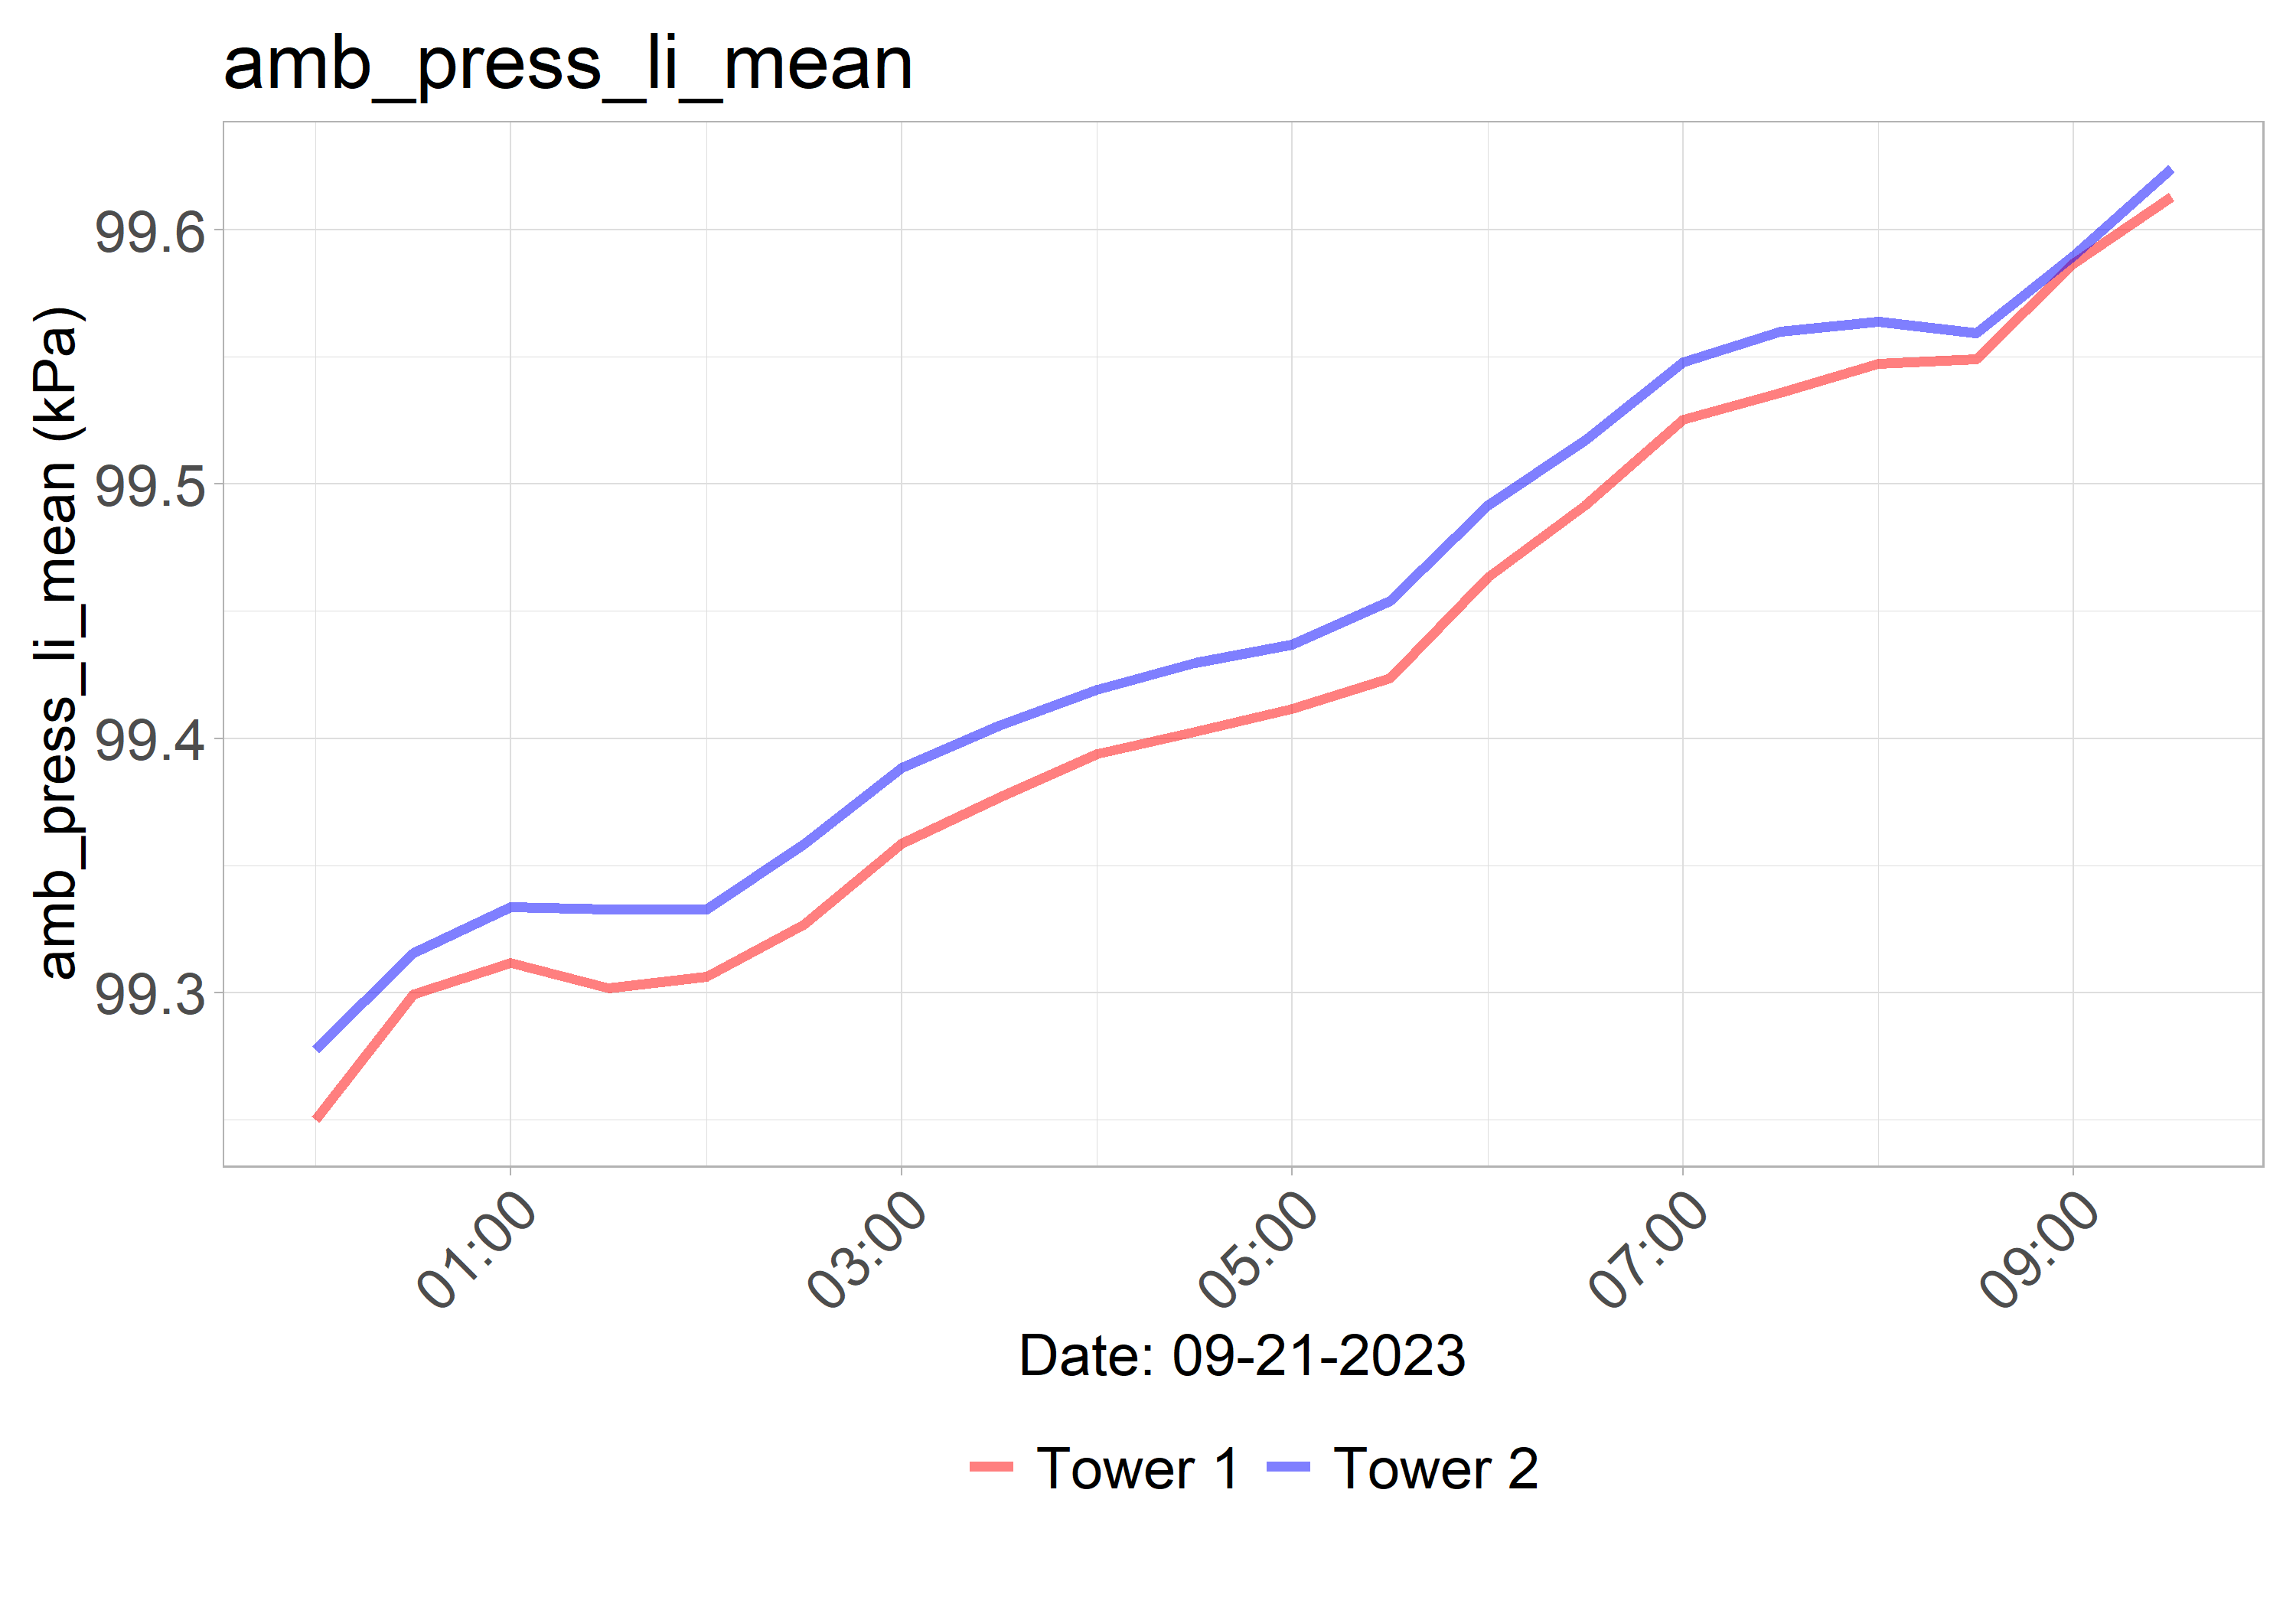 amb_press_li_mean
amb_press_li_mean (kPa)
99.6
99.5
99.4
99.3
01:00
03:00
05:00
07:00
09:00
Date: 09-21-2023
Tower 1
Tower 2